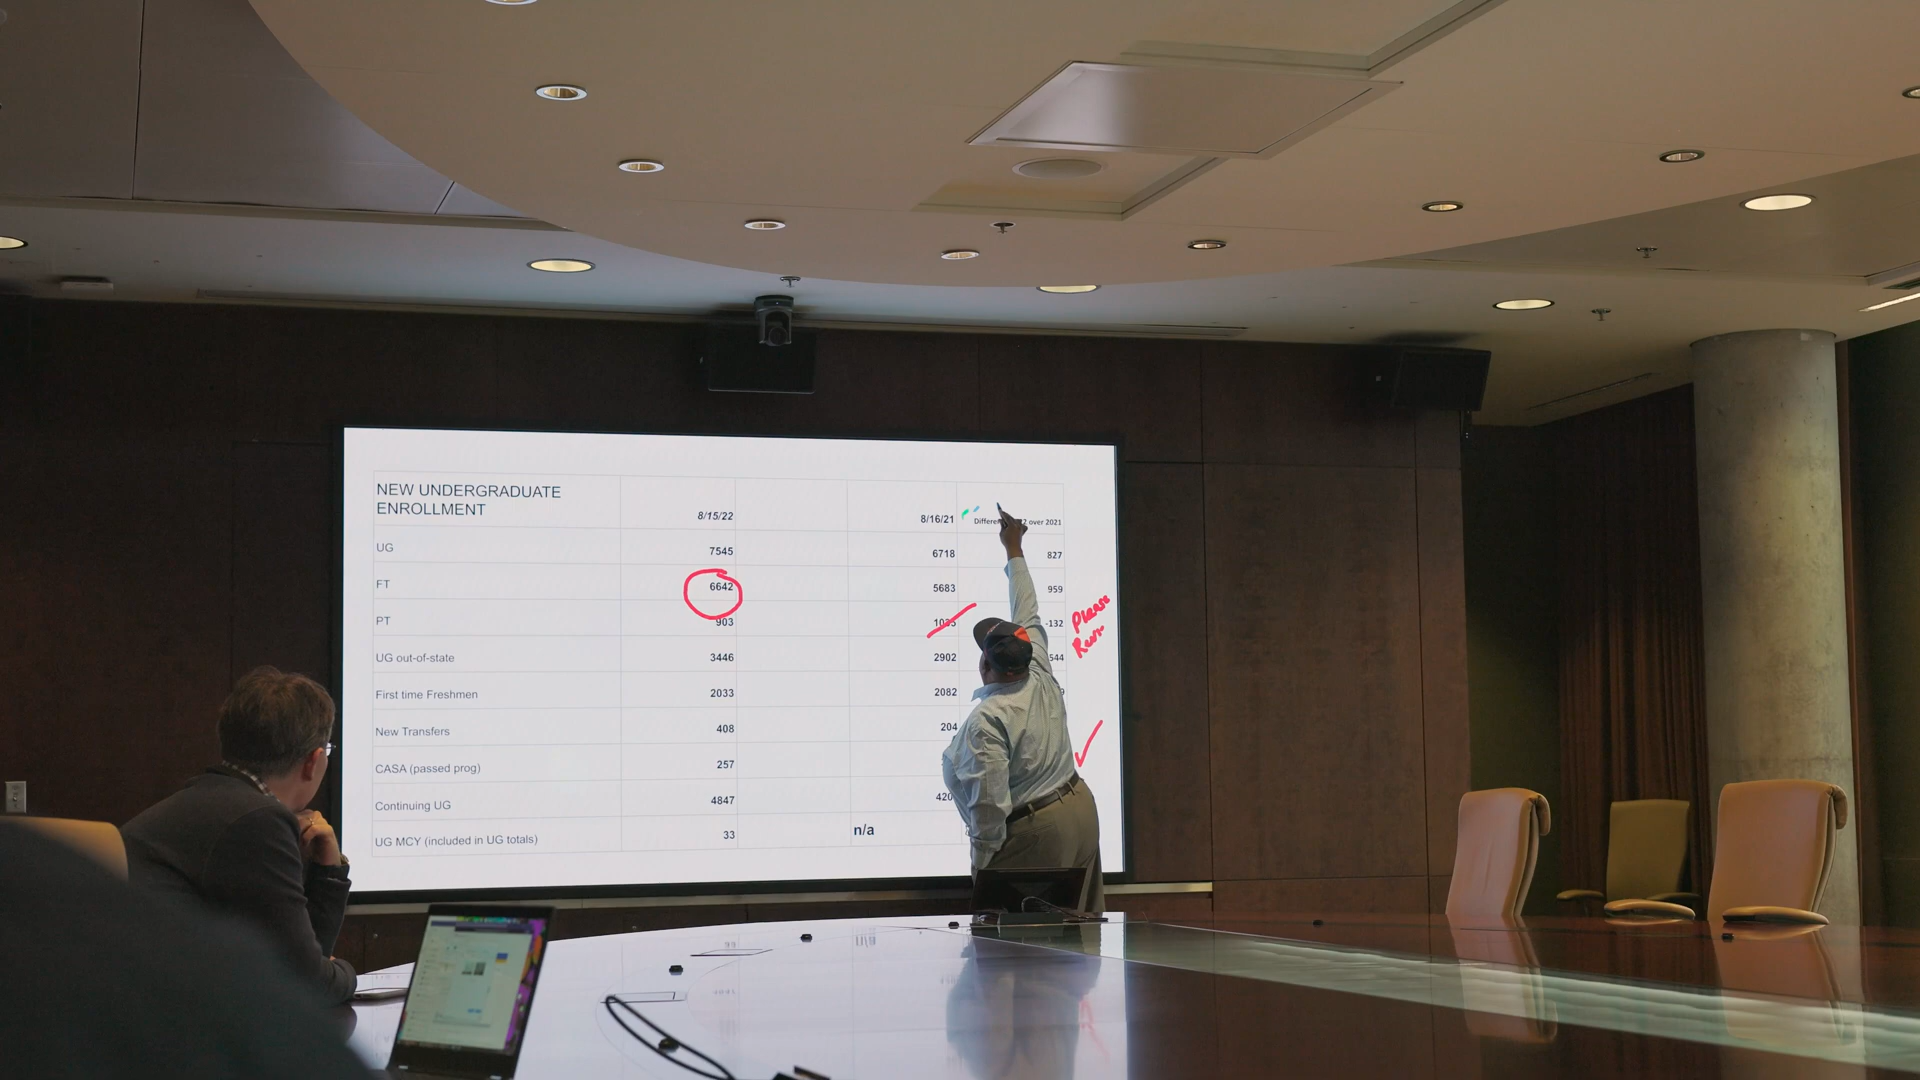 NEW UNDERGRADUATE
ENROLLMENT 8/15/22 8/16/21 over 2021
UG 7545 6718 827
FT 6642 5683 959
PT 903 1035 -132
UG out-of-state 3446 2902 544
First time Freshmen 2033 2082
New Transfers 408 204
CASA (passed prog) 257
Continuing UG 4847
UG MCY (included in UG totals) 33 n/a
Please